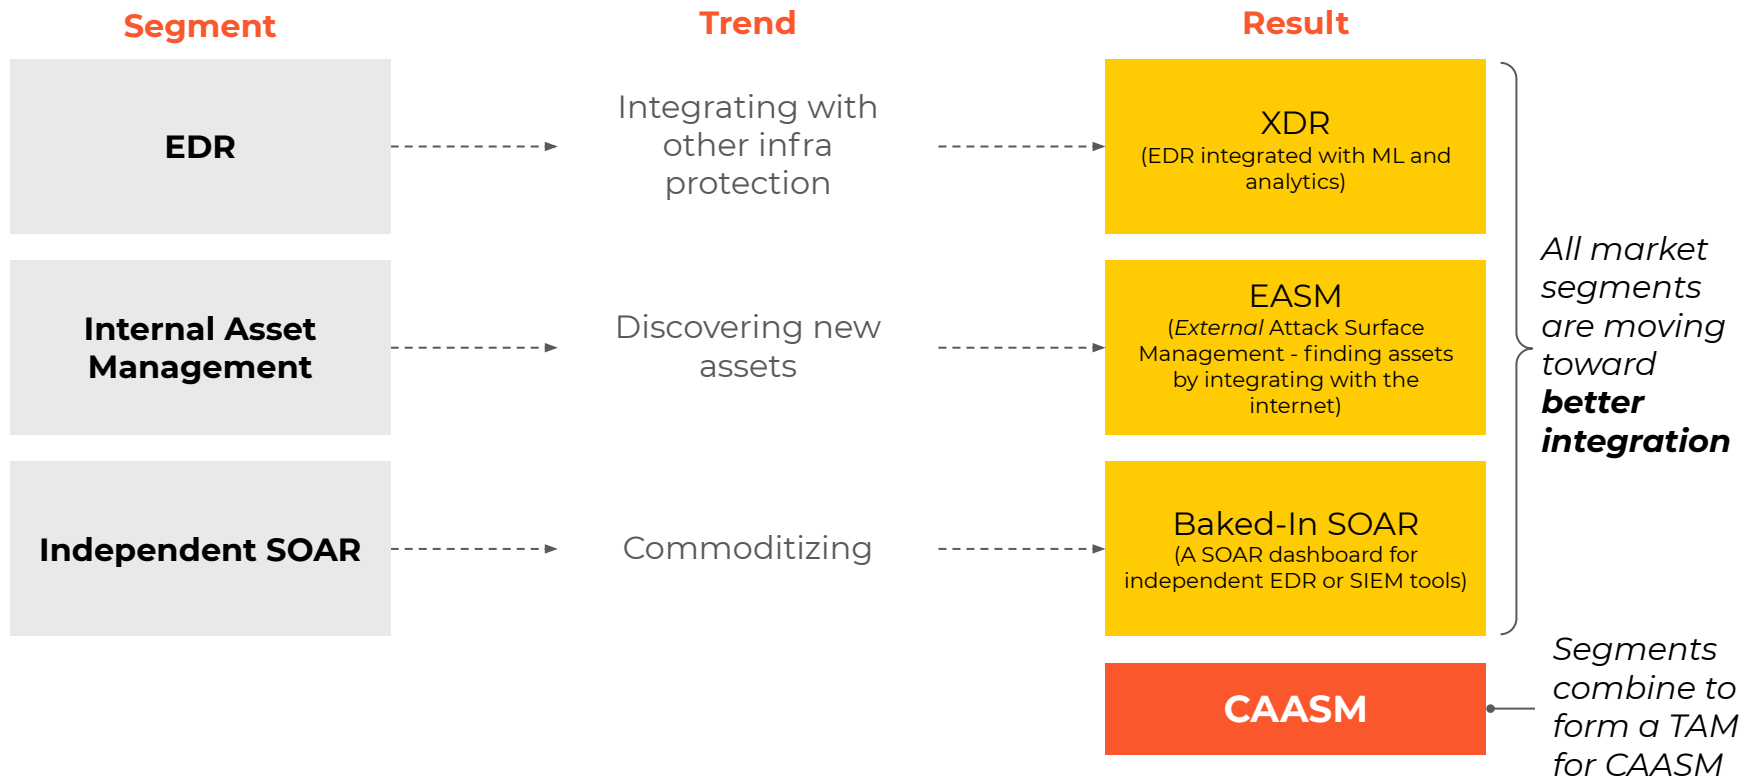 Segment
Trend
Result
EDR
Integrating with
other infra
protection
XDR
(EDR integrated with ML and
analytics)
Internal Asset
Management
Discovering new
assets
EASM
(External Attack Surface
Management - finding assets
by integrating with the
internet)
Independent SOAR
Commoditizing
Baked-In SOAR
(A SOAR dashboard for
independent EDR or SIEM tools)
All market
segments
are moving
toward
better
integration
CAASM
Segments
combine to
form a TAM
for CAASM